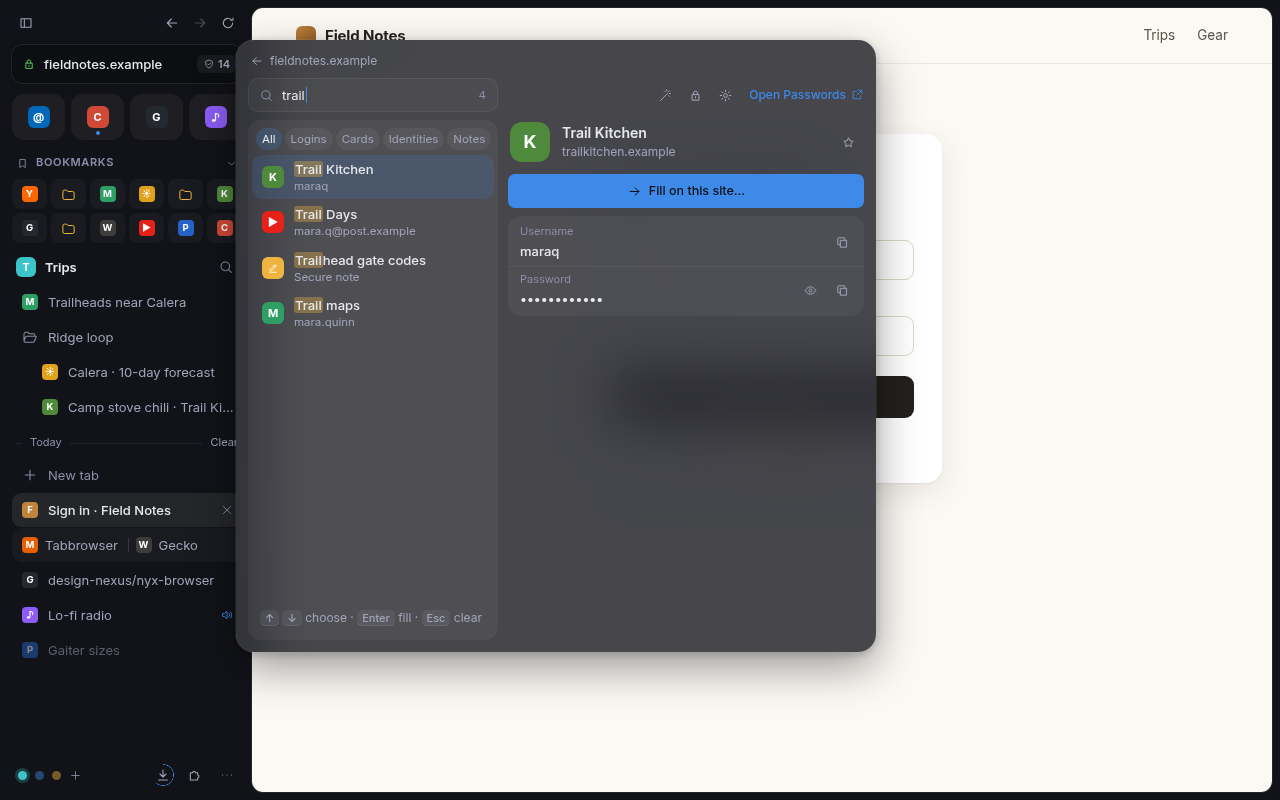 fieldnotes.example
14
@
C
G
BOOKMARKS
Y
M
K
G
W
P
C
T Trips
M Trailheads near Calera
Ridge loop
Calera · 10-day forecast
K Camp stove chili · Trail Ki...
Today
Clear
New tab
F Sign in · Field Notes
M Tabbrowser
W Gecko
G design-nexus/nyx-browser
Lo-fi radio
P Gaiter sizes
Field Notes
Trips
Gear
fieldnotes.example
trail
4
Open Passwords
All
Logins
Cards
Identities
Notes
K
Trail Kitchen
maraq
Trail Days
mara.q@post.example
Trailhead gate codes
Secure note
M
Trail maps
mara.quinn
choose · Enter fill · Esc clear
K
Trail Kitchen
trailkitchen.example
Fill on this site...
Username
maraq
Password
••••••••••••